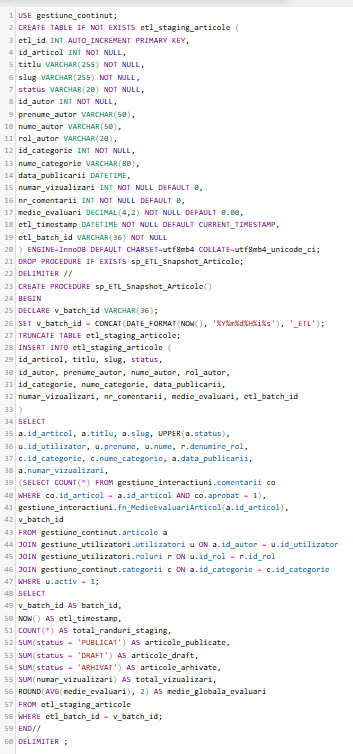 1 USE gestiune_continut;
2 CREATE TABLE IF NOT EXISTS etl_staging_articole (
3 etl_id INT AUTO_INCREMENT PRIMARY KEY,
4 id_articol INT NOT NULL,
5 titlu VARCHAR(255) NOT NULL,
6 slug VARCHAR(255) NOT NULL,
7 status VARCHAR(20) NOT NULL,
8 id_autor INT NOT NULL,
9 prenume_autor VARCHAR(50),
10 nume_autor VARCHAR(50),
11 rol_autor VARCHAR(20),
12 id_categorie INT NOT NULL,
13 nume_categorie VARCHAR(80),
14 data_publicarii DATETIME,
15 numar_vizualizari INT NOT NULL DEFAULT 0,
16 nr_comentarii INT NOT NULL DEFAULT 0,
17 medie_evaluari DECIMAL(4,2) NOT NULL DEFAULT 0.00,
18 etl_timestamp DATETIME NOT NULL DEFAULT CURRENT_TIMESTAMP,
19 etl_batch_id VARCHAR(36) NOT NULL
20 ) ENGINE=InnoDB DEFAULT CHARSET=utf8mb4 COLLATE=utf8mb4_unicode_ci;
21 DROP PROCEDURE IF EXISTS sp_ETL_Snapshot_Articole;
22 DELIMITER //
23 CREATE PROCEDURE sp_ETL_Snapshot_Articole()
24 BEGIN
25 DECLARE v_batch_id VARCHAR(36);
26 SET v_batch_id = CONCAT(DATE_FORMAT(NOW(), '%Y%m%d%H%i%s'), '_ETL');
27 TRUNCATE TABLE etl_staging_articole;
28 INSERT INTO etl_staging_articole (
29 id_articol, titlu, slug, status,
30 id_autor, prenume_autor, nume_autor, rol_autor,
31 id_categorie, nume_categorie, data_publicarii,
32 numar_vizualizari, nr_comentarii, medie_evaluari, etl_batch_id
33 )
34 SELECT
35 a.id_articol, a.titlu, a.slug, UPPER(a.status),
36 u.id_utilizator, u.prenume, u.nume, r.denumire_rol,
37 c.id_categorie, c.nume_categorie, a.data_publicarii,
38 a.numar_vizualizari,
39 (SELECT COUNT(*) FROM gestiune_interactiuni.comentarii co
40 WHERE co.id_articol = a.id_articol AND co.aprobat = 1),
41 gestiune_interactiuni.fn_MedieEvaluariArticol(a.id_articol),
42 v_batch_id
43 FROM gestiune_continut.articole a
44 JOIN gestiune_utilizatori.utilizatori u ON a.id_autor = u.id_utilizator
45 JOIN gestiune_utilizatori.roluri r ON u.id_rol = r.id_rol
46 JOIN gestiune_continut.categorii c ON a.id_categorie = c.id_categorie
47 WHERE u.activ = 1;
48 SELECT
49 v_batch_id AS batch_id,
50 NOW() AS etl_timestamp,
51 COUNT(*) AS total_randuri_staging,
52 SUM(status = 'PUBLICAT') AS articole_publicate,
53 SUM(status = 'DRAFT') AS articole_draft,
54 SUM(status = 'ARHIVAT') AS articole_arhivate,
55 SUM(numar_vizualizari) AS total_vizualizari,
56 ROUND(AVG(medie_evaluari), 2) AS medie_globala_evaluari
57 FROM etl_staging_articole
58 WHERE etl_batch_id = v_batch_id;
59 END//
60 DELIMITER ;